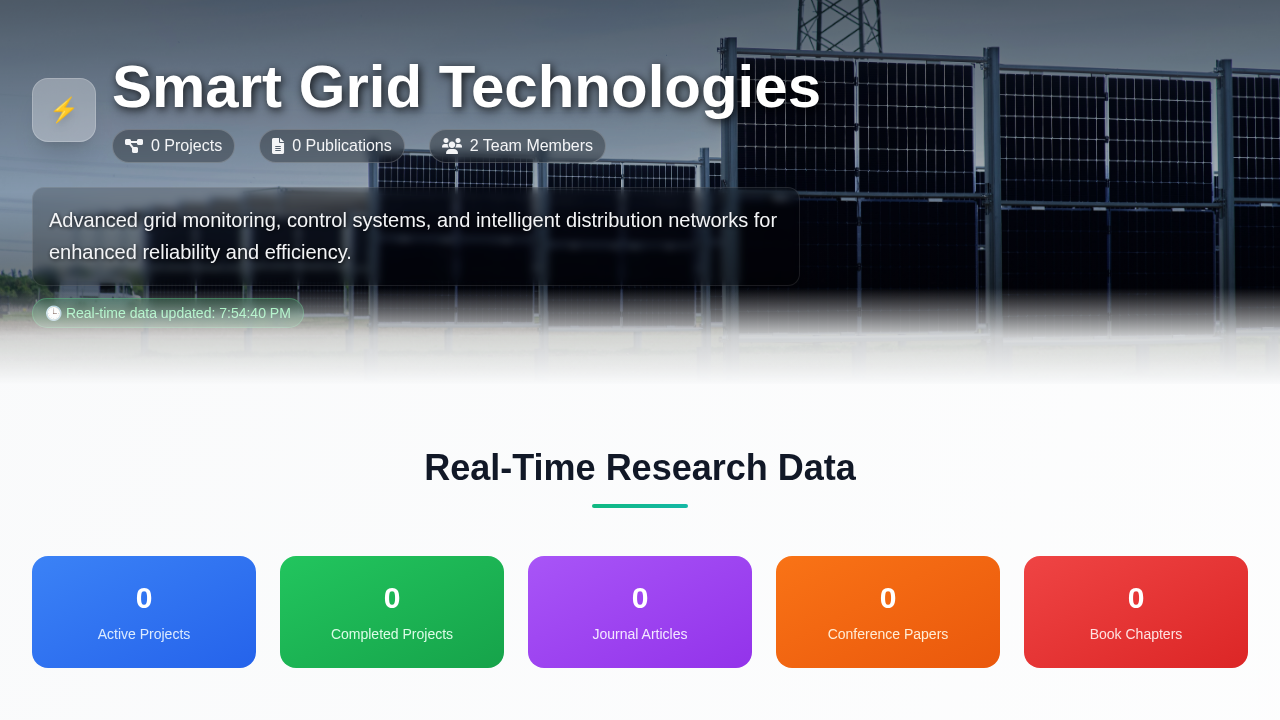 Smart Grid Technologies
0 Projects
0 Publications
2 Team Members
Advanced grid monitoring, control systems, and intelligent distribution networks for
enhanced reliability and efficiency.
Real-time data updated: 7:54:40 PM
Real-Time Research Data
0
Active Projects
0
Completed Projects
0
Journal Articles
0
Conference Papers
0
Book Chapters